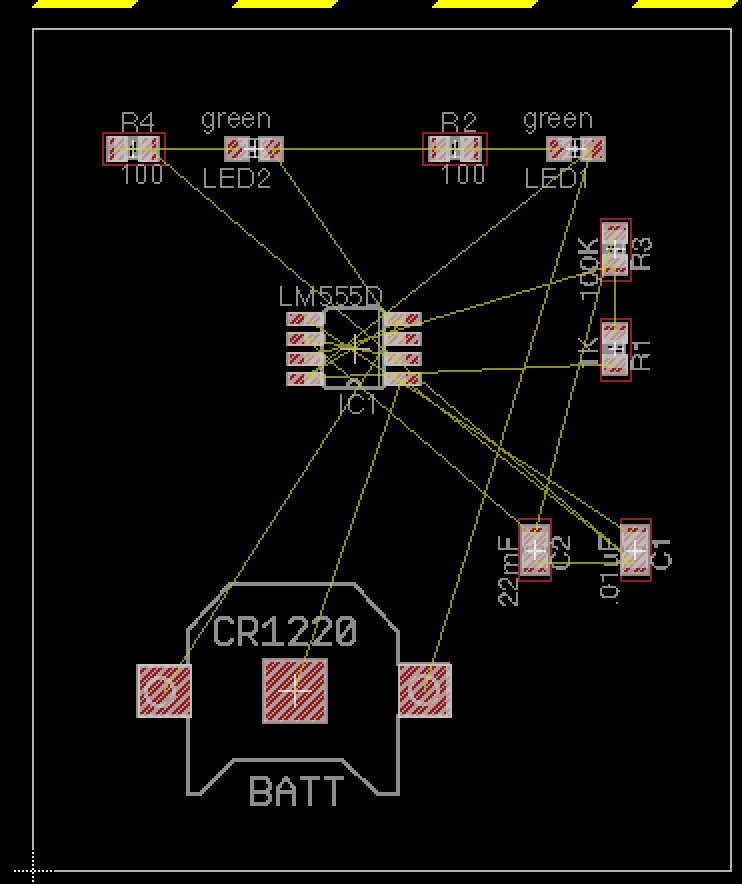 R4
green
R2
green
100
LED2
100
LED1
100K
R3
LM555D
1K
R1
IC1
22mF
C2
.01uF
C1
CR1220
BATT